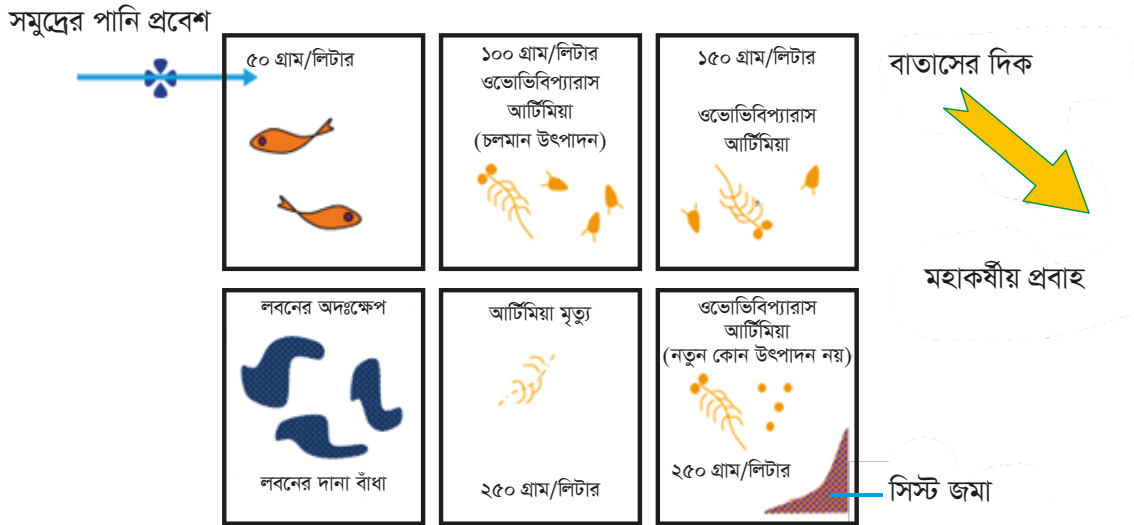 সমুদ্রের পানি প্রবেশ
৫০ গ্রাম/লিটার
১০০ গ্রাম/লিটার
ওভোভিবিপ্যারাস
আর্টিমিয়া
(চলমান উৎপাদন)
১৫০ গ্রাম/লিটার
ওভোভিবিপ্যারাস
আর্টিমিয়া
বাতাসের দিক
মহাকর্ষীয় প্রবাহ
লবনের অদঃক্ষেপ
লবনের দানা বাঁধা
আর্টিমিয়া মৃত্যু
২৫০ গ্রাম/লিটার
ওভোভিবিপ্যারাস
আর্টিমিয়া
(নতুন কোন উৎপাদন নয়)
২৫০ গ্রাম/লিটার
সিস্ট জমা